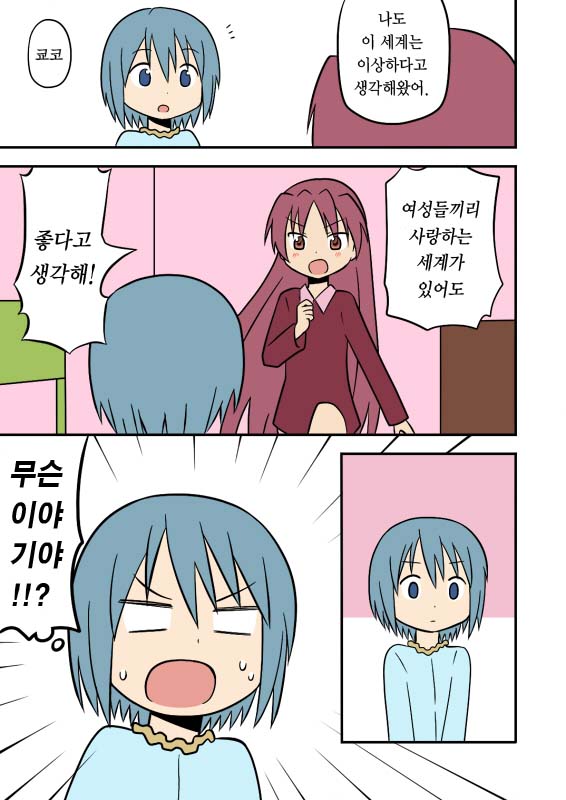 나도
이 세계는
이상하다고
생각해왔어.
쿄코
여성들끼리
사랑하는
세계가
있어도
좋다고
생각해!
무슨
이야
기야
!!?